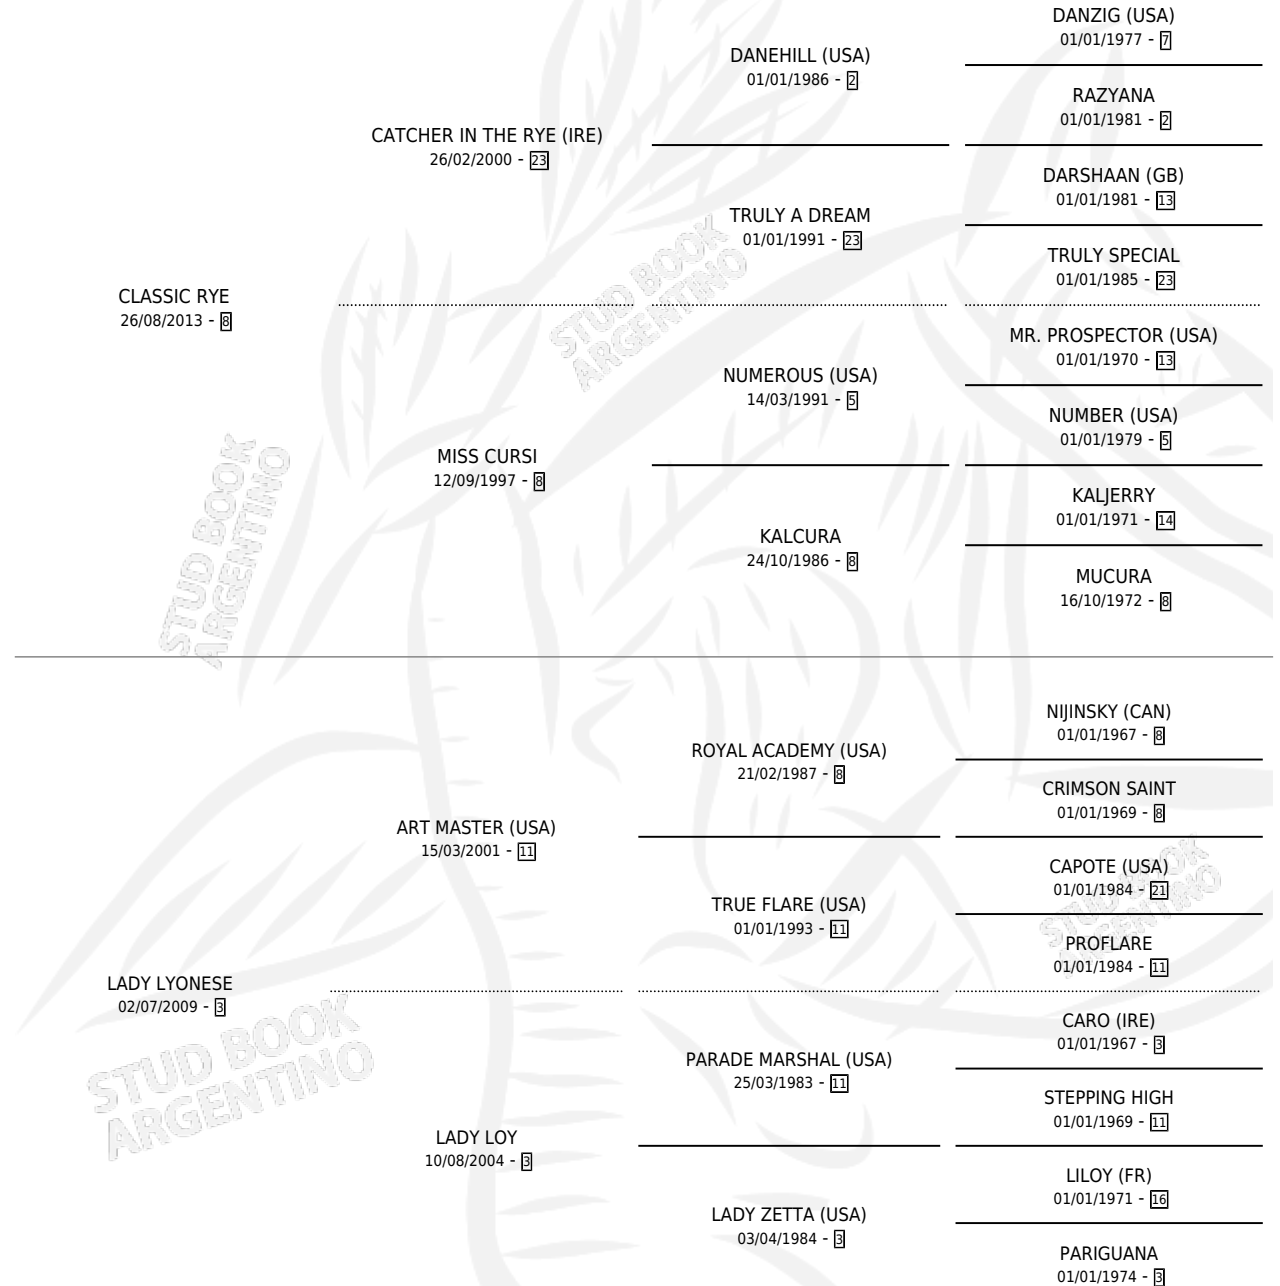 DANZIG (USA)
01/01/1977 - 7
DANEHILL (USA)
01/01/1986 - 2
RAZYANA
01/01/1981 - 2
CATCHER IN THE RYE (IRE)
26/02/2000 - 23
DARSHAAN (GB)
01/01/1981 - 13
TRULY A DREAM
01/01/1991 - 23
TRULY SPECIAL
01/01/1985 - 23
CLASSIC RYE
26/08/2013 - 8
STUD BOOK
ARGENTINO
MR. PROSPECTOR (USA)
01/01/1970 - 13
NUMEROUS (USA)
14/03/1991 - 5
NUMBER (USA)
01/01/1979 - 5
MISS CURSI
12/09/1997 - 8
STUD BOOK
ARGENTINO
KALJERRY
01/01/1971 - 14
KALCURA
24/10/1986 - 8
MUCURA
16/10/1972 - 8
NIJINSKY (CAN)
01/01/1967 - 8
ROYAL ACADEMY (USA)
21/02/1987 - 8
CRIMSON SAINT
01/01/1969 - 8
ART MASTER (USA)
15/03/2001 - 11
CAPOTE (USA)
01/01/1984 - 21
STUD BOOK
ARGENTINO
TRUE FLARE (USA)
01/01/1993 - 11
PROFLARE
01/01/1984 - 11
LADY LYONESE
02/07/2009 - 3
STUD BOOK
ARGENTINO
CARO (IRE)
01/01/1967 - 3
PARADE MARSHAL (USA)
25/03/1983 - 11
STEPPING HIGH
01/01/1969 - 11
LADY LOY
10/08/2004 - 3
LILOY (FR)
01/01/1971 - 16
LADY ZETTA (USA)
03/04/1984 - 3
PARIGUANA
01/01/1974 - 3